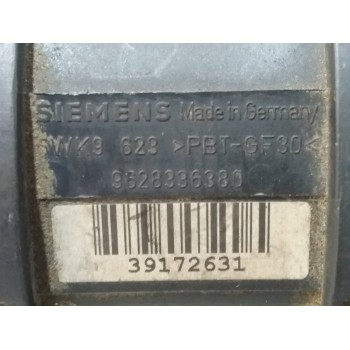 SIEMENS Made in Germany
5WK9 623 >PBT-GF30<
9628336380
39172631